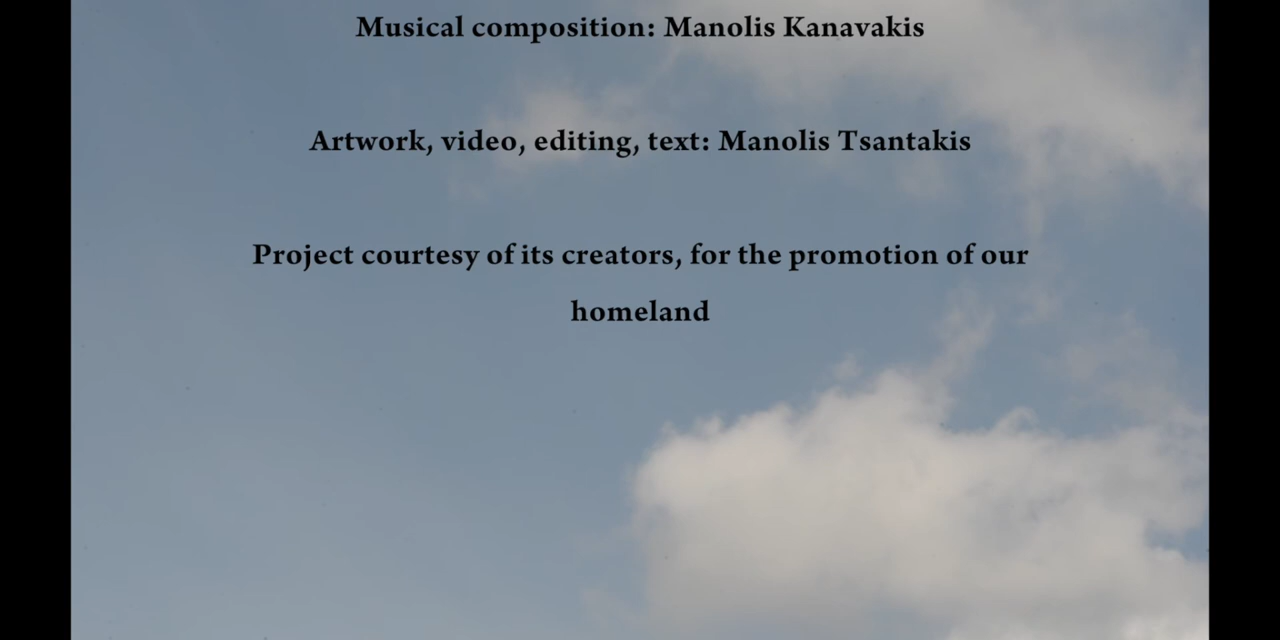 Musical composition: Manolis Kanavakis
Artwork, video, editing, text: Manolis Tsantakis
Project courtesy of its creators, for the promotion of our
homeland